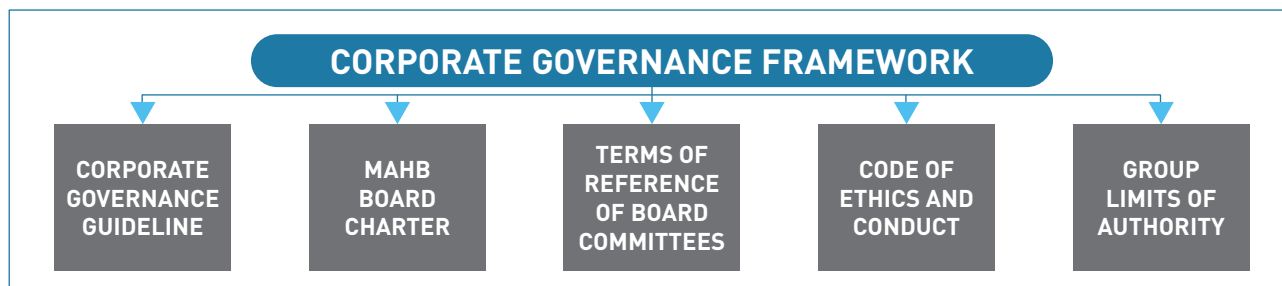 CORPORATE GOVERNANCE FRAMEWORK
CORPORATE
GOVERNANCE
GUIDELINE
MAHB
BOARD
CHARTER
TERMS OF
REFERENCE
OF BOARD
COMMITTEES
CODE OF
ETHICS AND
CONDUCT
GROUP
LIMITS OF
AUTHORITY